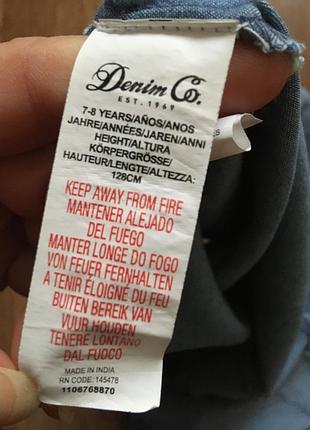 Denim Co.
EST. 1969
7-8 YEARS/AÑOS/ANOS
JAHRE/ANNÉES/JAREN/ANNI
HEIGHT/ALTURA
KÖRPERGRÖSSE/
HAUTEUR/LENGTE/ALTEZZA:
128CM
KEEP AWAY FROM FIRE
MANTENER ALEJADO
DEL FUEGO
MANTER LONGE DO FOGO
VON FEUER FERNHALTEN
A TENIR ÉLOIGNÉ DU FEU
BUITEN BEREIK VAN
VUUR HOUDEN
TENERE LONTANO
DAL FUOCO
MADE IN INDIA
RN CODE: 145478
1106768870